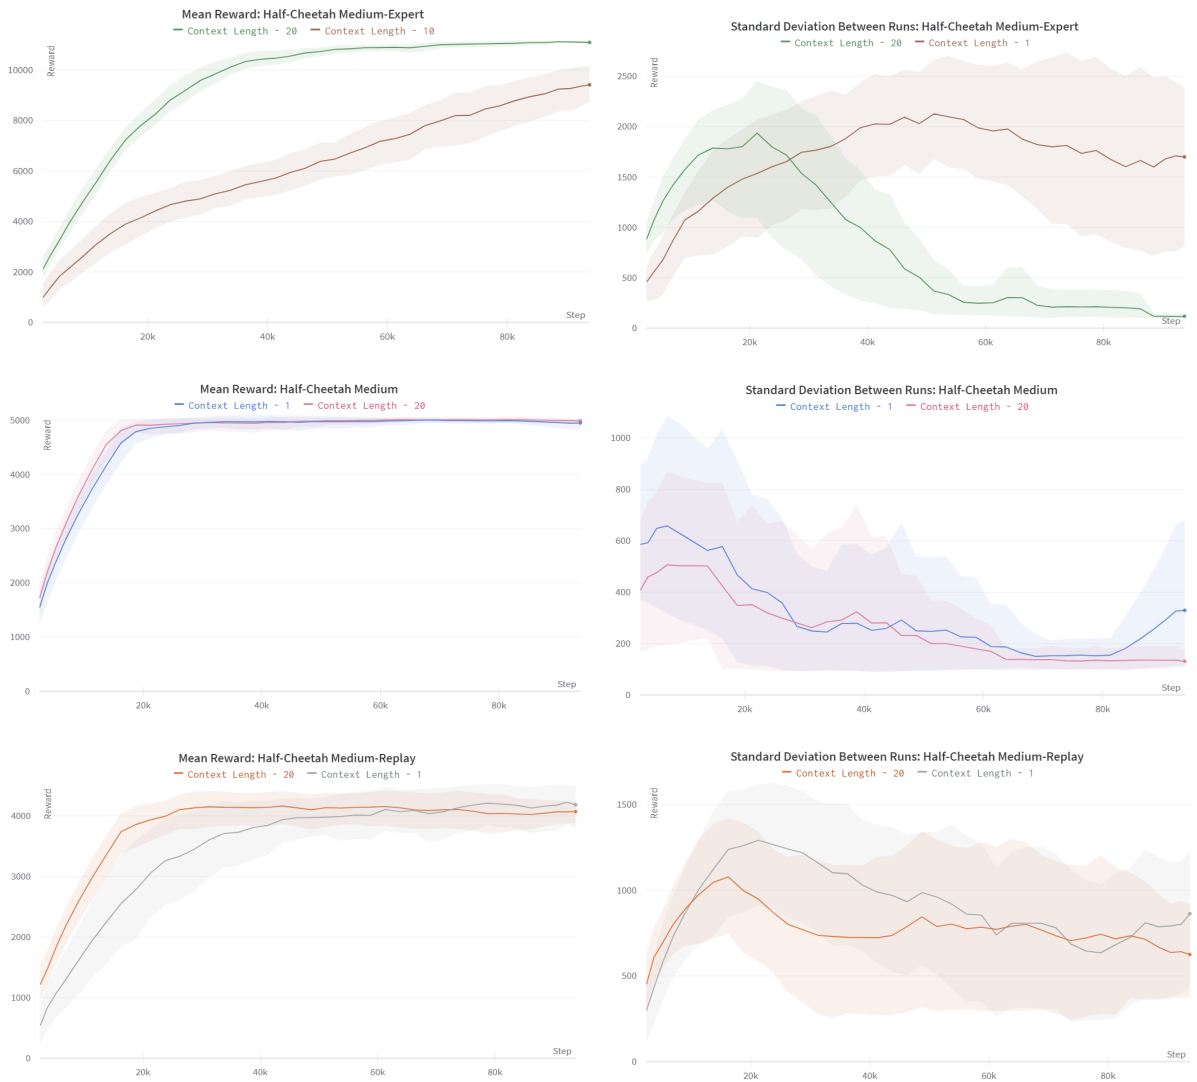 Mean Reward: Half-Cheetah Medium-Expert
Context Length - 20 Context Length - 10
Reward
10000
8000
6000
4000
2000
0
20k 40k 60k 80k
Step
Standard Deviation Between Runs: Half-Cheetah Medium-Expert
Context Length - 20 Context Length - 1
Reward
2500
2000
1500
1000
500
0
20k 40k 60k 80k
Step
Mean Reward: Half-Cheetah Medium
Context Length - 1 Context Length - 20
Reward
5000
4000
3000
2000
1000
0
20k 40k 60k 80k
Step
Standard Deviation Between Runs: Half-Cheetah Medium
Context Length - 1 Context Length - 20
1000
800
600
400
200
0
20k 40k 60k 80k
Step
Mean Reward: Half-Cheetah Medium-Replay
Context Length - 20 Context Length - 1
Reward
4000
3000
2000
1000
0
20k 40k 60k 80k
Step
Standard Deviation Between Runs: Half-Cheetah Medium-Replay
Context Length - 20 Context Length - 1
Reward
1500
1000
500
0
20k 40k 60k 80k
Step